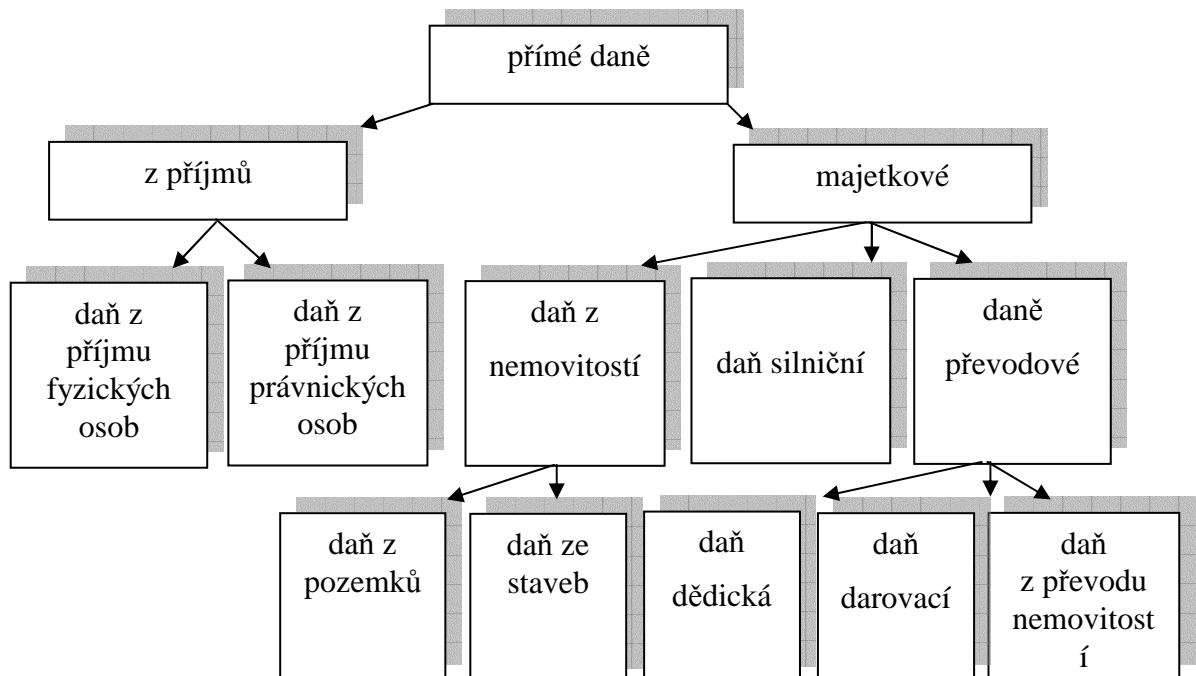 přímé daně
z příjmů
majetkové
daň z
příjmu
fyzických
osob
daň z
příjmu
právnických
osob
daň z
nemovitostí
daň silniční
daně
převodové
daň z
pozemků
daň ze
staveb
daň
dědická
daň
darovací
daň
z převodu
nemovitost
í